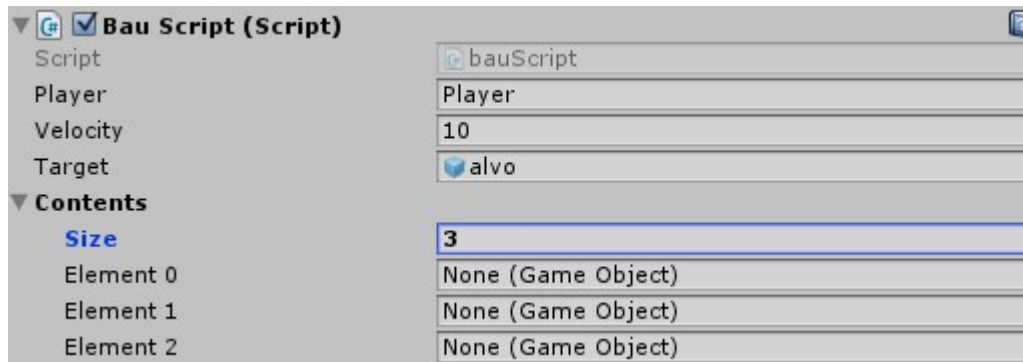 Bau Script (Script)
Script bauScript
Player Player
Velocity 10
Target alvo
Contents
Size 3
Element 0 None (Game Object)
Element 1 None (Game Object)
Element 2 None (Game Object)